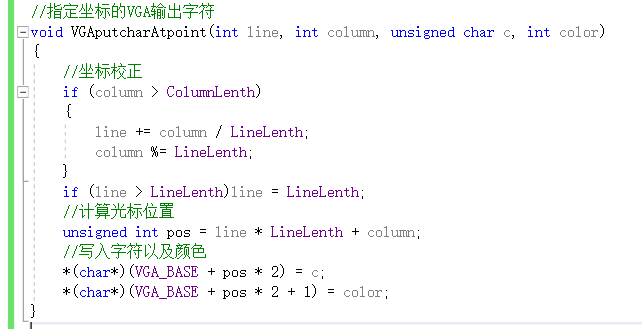 //指定坐标的VGA输出字符
void VGAputcharAtpoint(int line, int column, unsigned char c, int color)
{
//坐标校正
if (column > ColumnLenth)
{
line += column / LineLenth;
column %= LineLenth;
}
if (line > LineLenth)line = LineLenth;
//计算光标位置
unsigned int pos = line * LineLenth + column;
//写入字符以及颜色
*(char*)(VGA_BASE + pos * 2) = c;
*(char*)(VGA_BASE + pos * 2 + 1) = color;
}